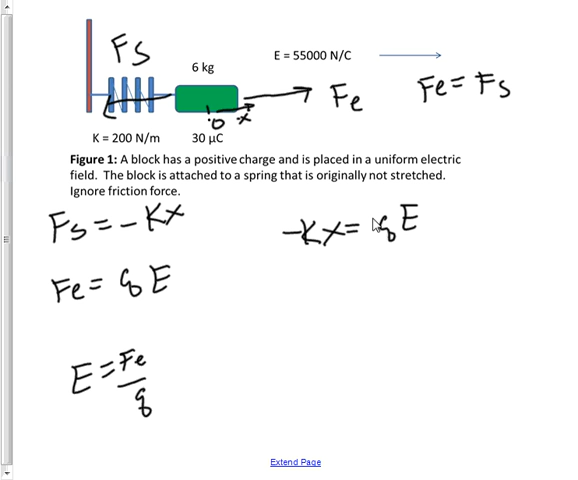 Fs
6 kg
E = 55000 N/C
Fe
Fe = Fs
0 x
K = 200 N/m
30 µC
Figure 1: A block has a positive charge and is placed in a uniform electric
field. The block is attached to a spring that is originally not stretched.
Ignore friction force.
Fs = -Kx
-Kx = qE
Fe = qE
E = Fe/q
Extend Page